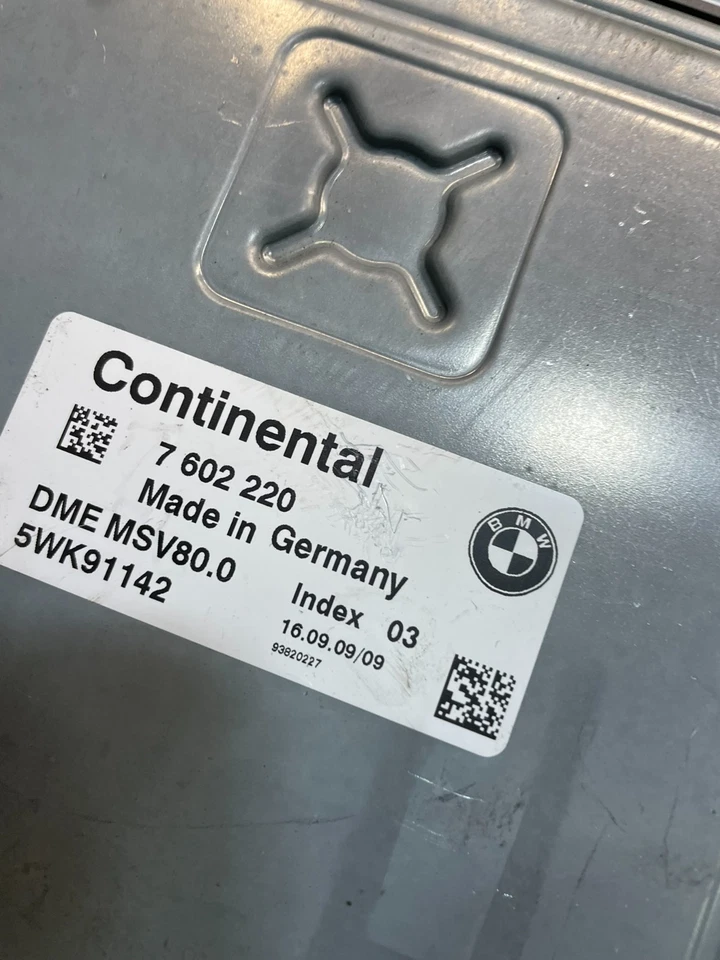 Continental
7 602 220
Made in Germany
DME MSV80.0
5WK91142
Index 03
16.09.09/09
93820227
BMW